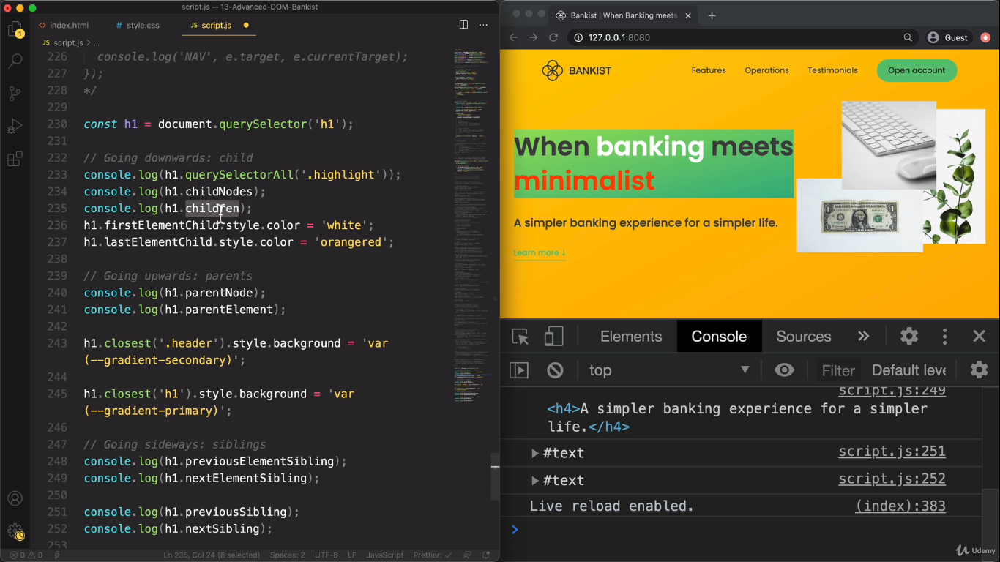 script.js — 13-Advanced-DOM-Bankist
index.html
style.css
JS script.js
JS script.js > ...
1
226 console.log('NAV', e.target, e.currentTarget);
227 });
228 */
229
230 const h1 = document.querySelector('h1');
231
232 // Going downwards: child
233 console.log(h1.querySelectorAll('.highlight'));
234 console.log(h1.childNodes);
235 console.log(h1.children);
236 h1.firstElementChild.style.color = 'white';
237 h1.lastElementChild.style.color = 'orangered';
238
239 // Going upwards: parents
240 console.log(h1.parentNode);
241 console.log(h1.parentElement);
242
243 h1.closest('.header').style.background = 'var
(--gradient-secondary)';
244
245 h1.closest('h1').style.background = 'var
(--gradient-primary)';
246
247 // Going sideways: siblings
248 console.log(h1.previousElementSibling);
249 console.log(h1.nextElementSibling);
250
251 console.log(h1.previousSibling);
252 console.log(h1.nextSibling);
253
0 0 Ln 235, Col 24 (8 selected) Spaces: 2 UTF-8 LF JavaScript Prettier: ✓
Bankist | When Banking meets
127.0.0.1:8080
Guest
BANKIST
Features Operations Testimonials Open account
When banking meets
minimalist
A simpler banking experience for a simpler life.
Learn more ↓
Elements Console Sources »
top Filter Default leve
script.js:249
<h4>A simpler banking experience for a simpler
life.</h4>
#text script.js:251
#text script.js:252
Live reload enabled. (index):383
Udemy